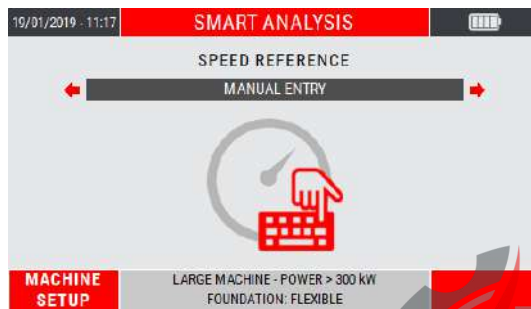 19/01/2019 - 11:17 SMART ANALYSIS
SPEED REFERENCE
MANUAL ENTRY
MACHINE SETUP
LARGE MACHINE - POWER > 300 kW
FOUNDATION: FLEXIBLE